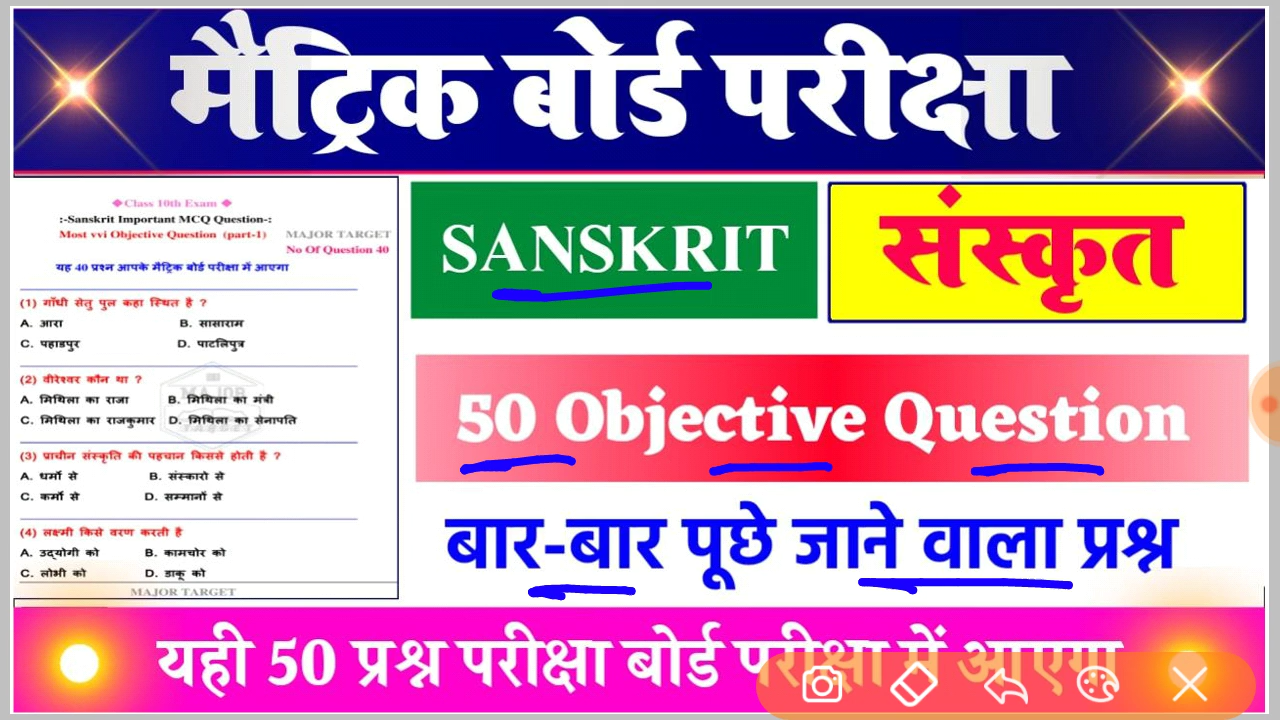 मैट्रिक बोर्ड परीक्षा
◆Class 10th Exam ◆
:-Sanskrit Important MCQ Question-:
Most vvi Objective Question (part-1) MAJOR TARGET
No Of Question 40
यह 40 प्रश्न आपके मैट्रिक बोर्ड परीक्षा में आएगा
(1) गाँधी सेतु पुल कहा स्थित है ?
A. आरा B. सासाराम
C. पहाडपुर D. पाटलिपुत्र
(2) वीरेश्वर कौन था ?
A. मिथिला का राजा B. मिथिला का मंत्री
C. मिथिला का राजकुमार D. मिथिला का सेनापति
(3) प्राचीन संस्कृति की पहचान किससे होती है ?
A. धर्मो से B. संस्कारो से
C. कर्मो से D. सम्मानों से
(4) लक्ष्मी किसे वरण करती है
A. उद्योगी को B. कामचोर को
C. लोभी को D. डाकू को
MAJOR TARGET
SANSKRIT
संस्कृत
50 Objective Question
बार-बार पूछे जाने वाला प्रश्न
यही 50 प्रश्न परीक्षा बोर्ड परीक्षा में आएगा